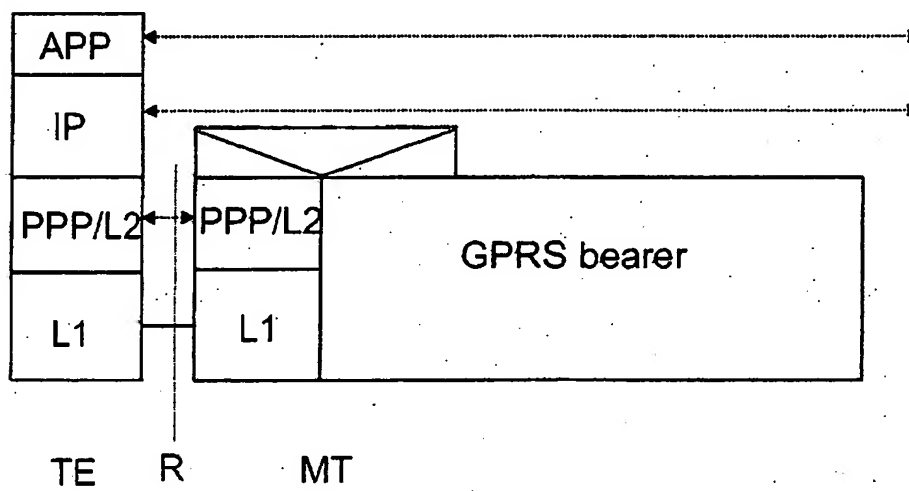 APP
IP
PPP/L2 PPP/L2
GPRS bearer
L1 L1
TE R MT